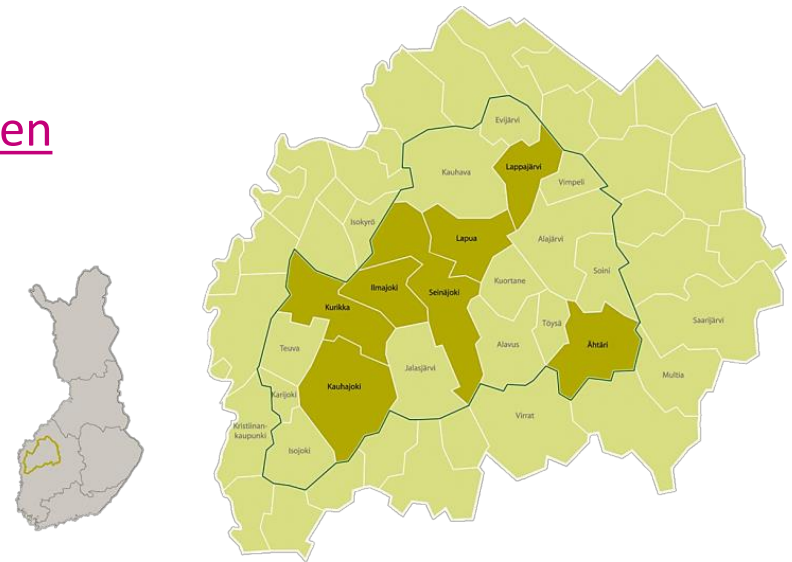 en
Evijärvi
Lappajärvi
Kauhava
Vimpeli
Isokyrö
Lapua
Alajärvi
Soini
Kuortane
Ilmajoki
Seinäjoki
Kurikka
Saarijärvi
Töysä
Ähtäri
Alavus
Teuva
Jalasjärvi
Multia
Kauhajoki
Karijoki
Virrat
Kristiinan-
kaupunki
Isojoki